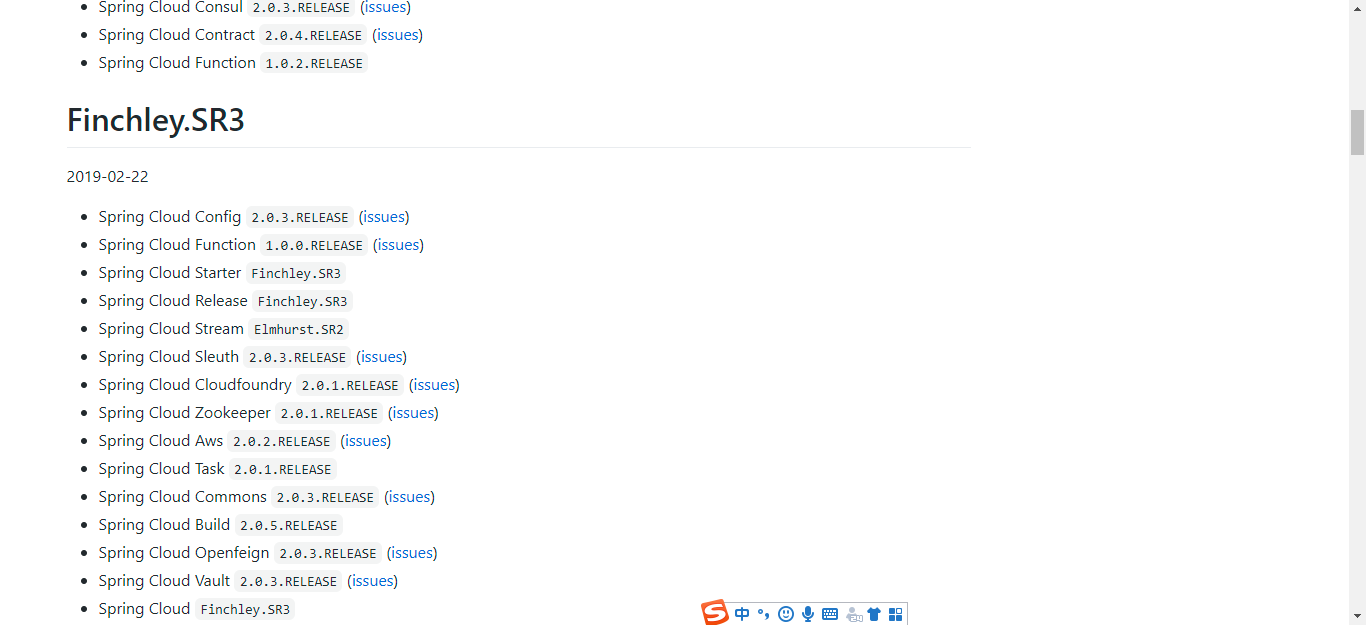 Spring Cloud Consul 2.0.3.RELEASE (issues)
Spring Cloud Contract 2.0.4.RELEASE (issues)
Spring Cloud Function 1.0.2.RELEASE
Finchley.SR3
2019-02-22
Spring Cloud Config 2.0.3.RELEASE (issues)
Spring Cloud Function 1.0.0.RELEASE (issues)
Spring Cloud Starter Finchley.SR3
Spring Cloud Release Finchley.SR3
Spring Cloud Stream Elmhurst.SR2
Spring Cloud Sleuth 2.0.3.RELEASE (issues)
Spring Cloud Cloudfoundry 2.0.1.RELEASE (issues)
Spring Cloud Zookeeper 2.0.1.RELEASE (issues)
Spring Cloud Aws 2.0.2.RELEASE (issues)
Spring Cloud Task 2.0.1.RELEASE
Spring Cloud Commons 2.0.3.RELEASE (issues)
Spring Cloud Build 2.0.5.RELEASE
Spring Cloud Openfeign 2.0.3.RELEASE (issues)
Spring Cloud Vault 2.0.3.RELEASE (issues)
Spring Cloud Finchley.SR3
S 中 °,